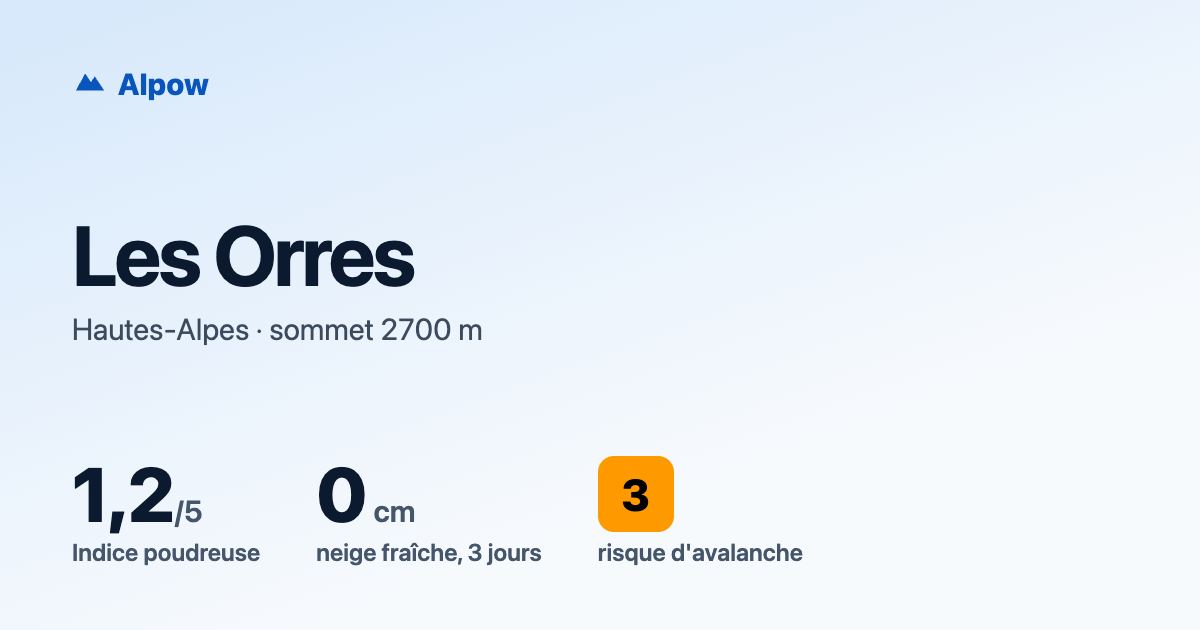 Alpow
Les Orres
Hautes-Alpes · sommet 2700 m
1,2/5
Indice poudreuse
0 cm
neige fraîche, 3 jours
3
risque d'avalanche